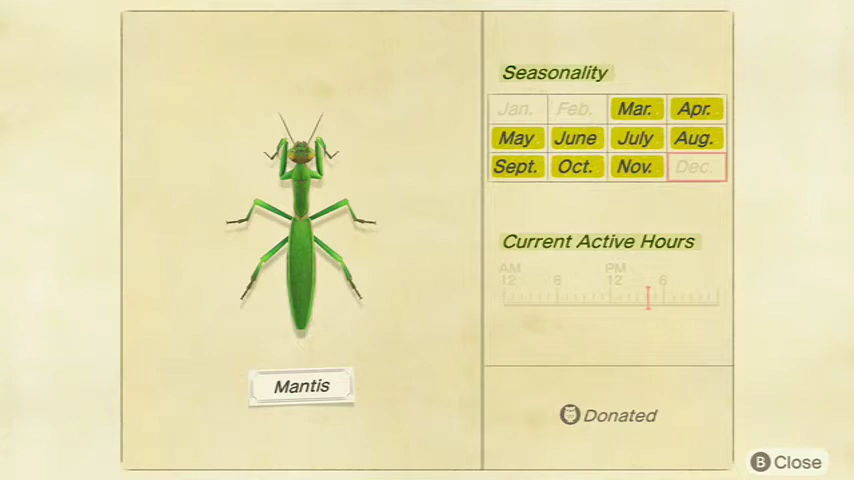 Seasonality
Jan. Feb. Mar. Apr.
May June July Aug.
Sept. Oct. Nov. Dec.
Current Active Hours
AM PM
12 6 12 6
Mantis
Donated
B Close